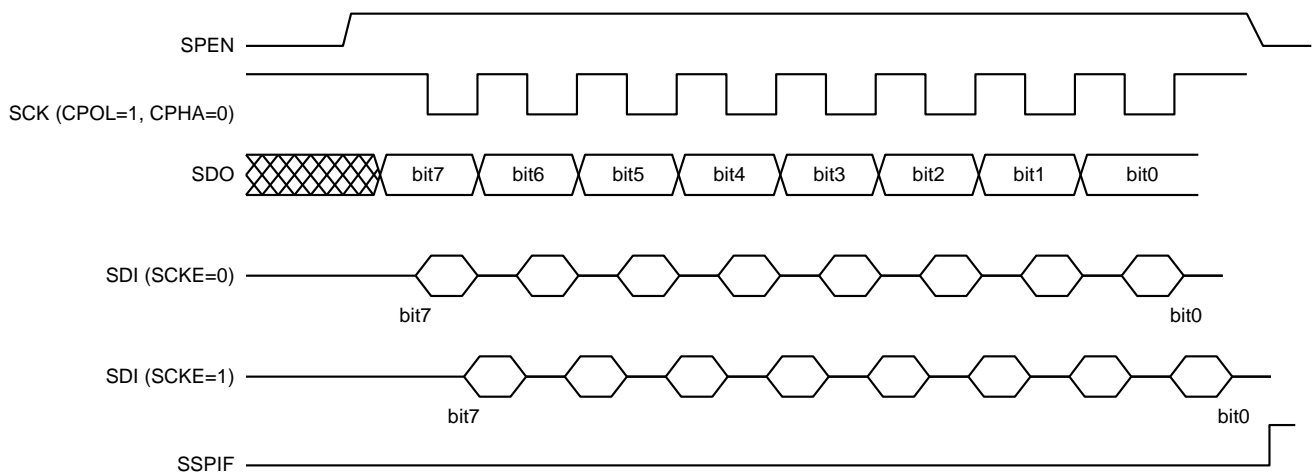 SPEN
SCK (CPOL=1, CPHA=0)
SDO bit7 bit6 bit5 bit4 bit3 bit2 bit1 bit0
SDI (SCKE=0)
bit7 bit0
SDI (SCKE=1)
bit7 bit0
SSPIF